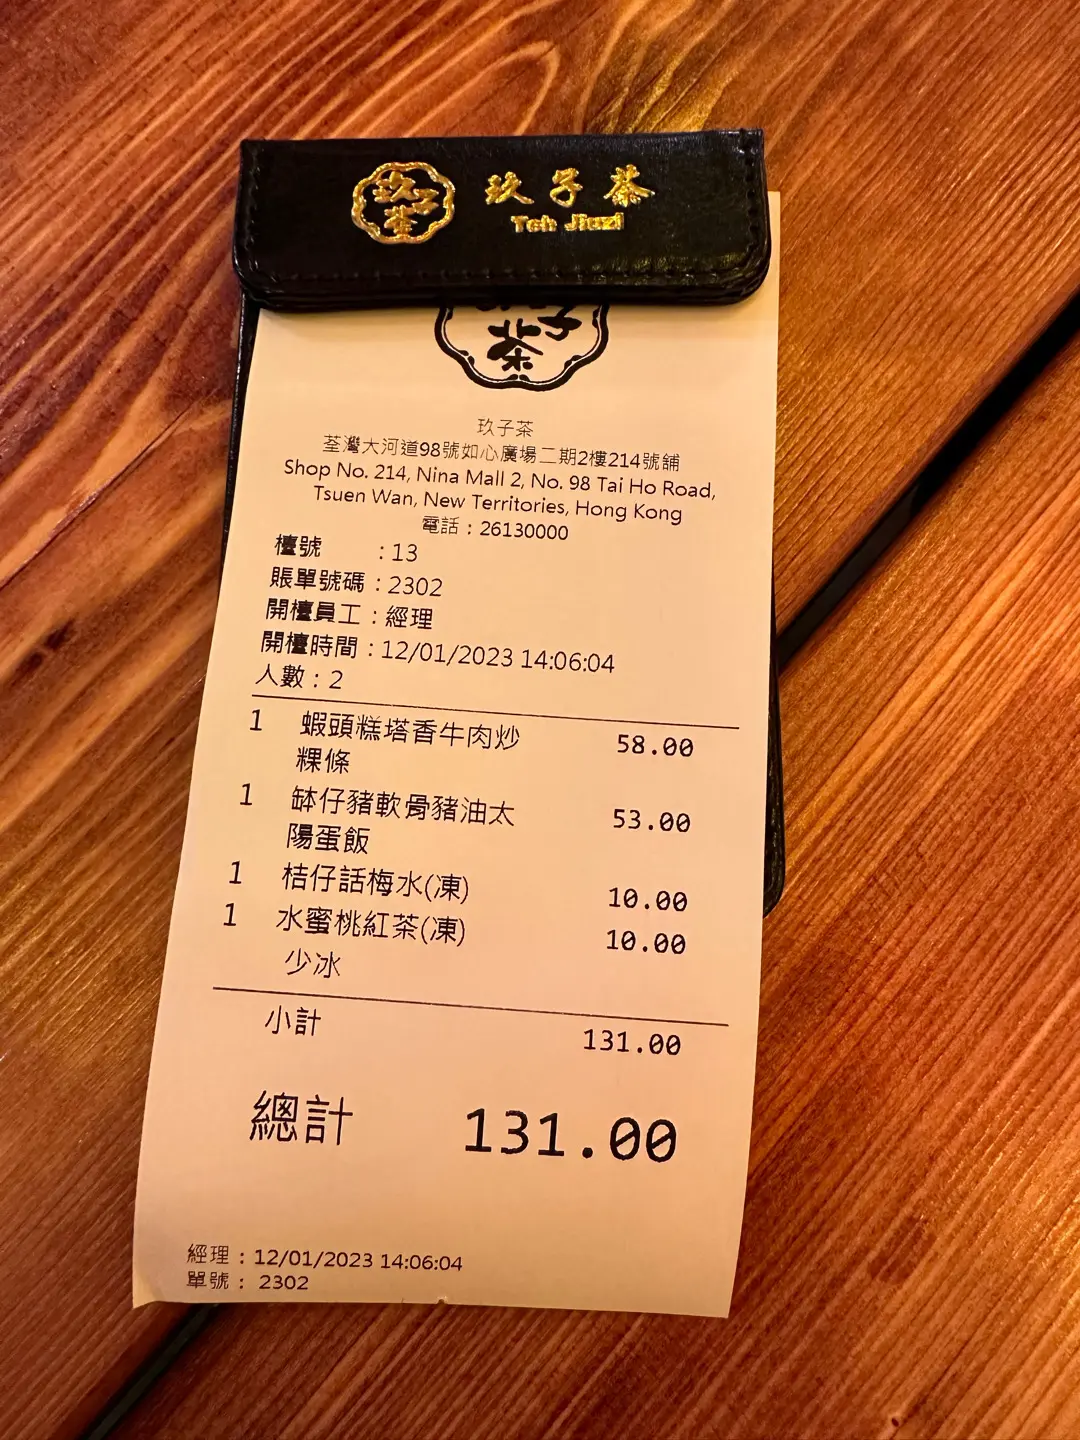 玖子茶
玖子茶
Teh Jiuzi
子
茶
玖子茶
荃灣大河道98號如心廣場二期2樓214號舖
Shop No. 214, Nina Mall 2, No. 98 Tai Ho Road,
Tsuen Wan, New Territories, Hong Kong
電話：26130000
檯號 : 13
賬單號碼 : 2302
開檯員工 : 經理
開檯時間 : 12/01/2023 14:06:04
人數 : 2
1 蝦頭糕塔香牛肉炒 58.00
粿條
1 缽仔豬軟骨豬油太 53.00
陽蛋飯
1 桔仔話梅水(凍) 10.00
1 水蜜桃紅茶(凍) 10.00
少冰
小計 131.00
總計 131.00
經理 : 12/01/2023 14:06:04
單號 : 2302